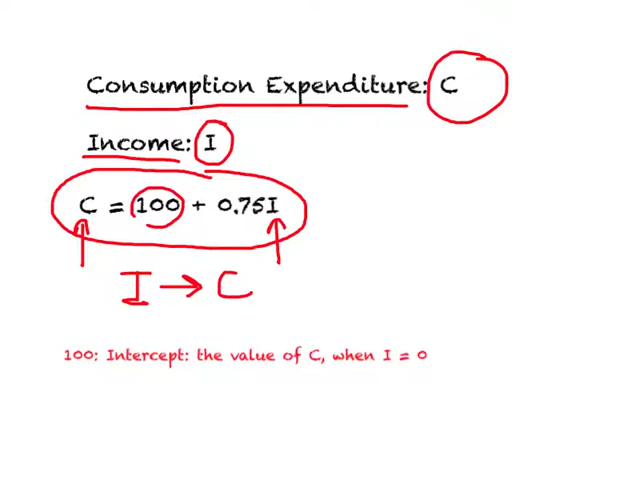 Consumption Expenditure: C
Income: I
C = 100 + 0.75I
I → C
100: Intercept: the value of C, when I = 0